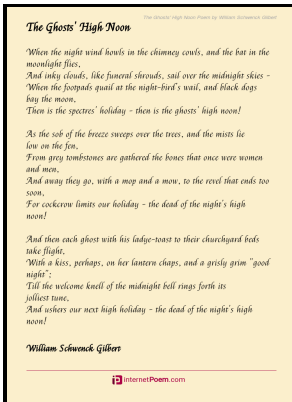 The Ghosts' High Noon Poem by William Schwenck Gilbert
The Ghosts' High Noon
When the night wind howls in the chimney cowls, and the bat in the
moonlight flies,
And inky clouds, like funeral shrouds, sail over the midnight skies -
When the footpads quail at the night-bird's wail, and black dogs
bay the moon,
Then is the spectres' holiday - then is the ghosts' high noon!
As the sob of the breeze sweeps over the trees, and the mists lie
low on the fen,
From grey tombstones are gathered the bones that once were women
and men,
And away they go, with a mop and a mow, to the revel that ends too
soon,
For cockcrow limits our holiday - the dead of the night's high
noon!
And then each ghost with his ladye-toast to their churchyard beds
take flight,
With a kiss, perhaps, on her lantern chaps, and a grisly grim "good
night";
Till the welcome knell of the midnight bell rings forth its
jolliest tune,
And ushers our next high holiday - the dead of the night's high
noon!
William Schwenck Gilbert
InternetPoem.com